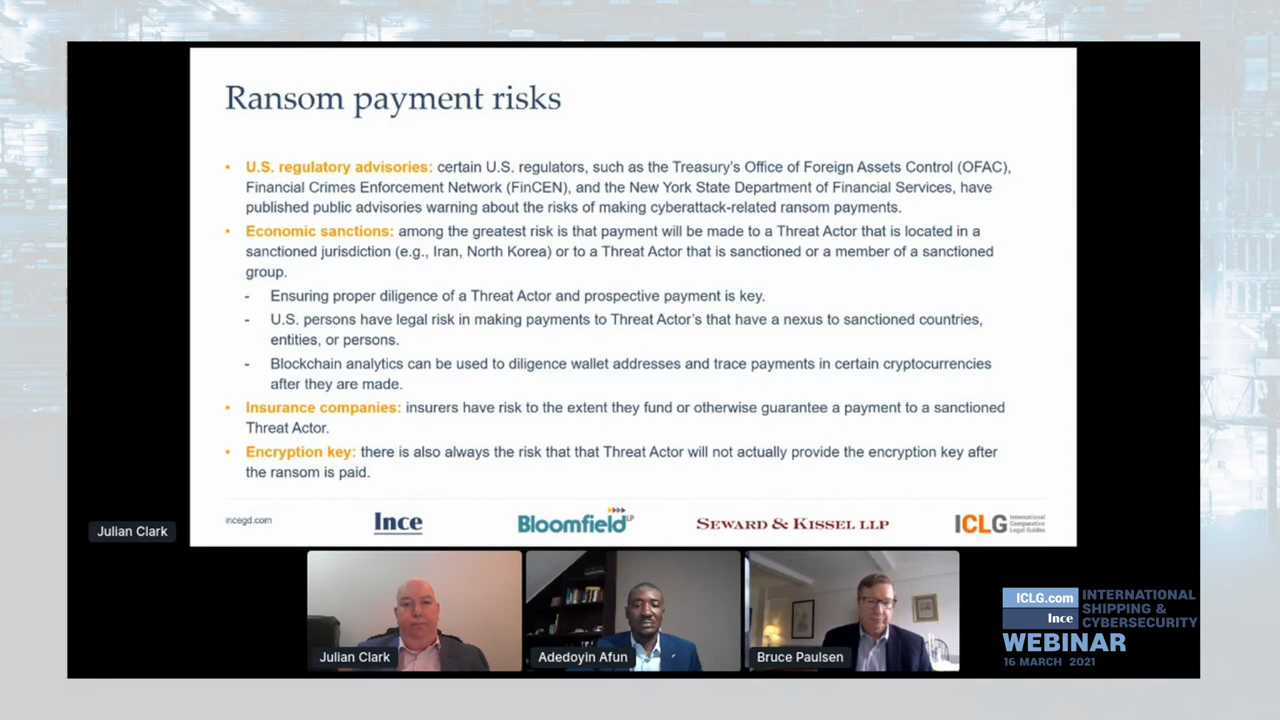 Ransom payment risks
• U.S. regulatory advisories: certain U.S. regulators, such as the Treasury's Office of Foreign Assets Control (OFAC),
Financial Crimes Enforcement Network (FinCEN), and the New York State Department of Financial Services, have
published public advisories warning about the risks of making cyberattack-related ransom payments.
• Economic sanctions: among the greatest risk is that payment will be made to a Threat Actor that is located in a
sanctioned jurisdiction (e.g., Iran, North Korea) or to a Threat Actor that is sanctioned or a member of a sanctioned
group.
- Ensuring proper diligence of a Threat Actor and prospective payment is key.
- U.S. persons have legal risk in making payments to Threat Actor's that have a nexus to sanctioned countries,
entities, or persons.
- Blockchain analytics can be used to diligence wallet addresses and trace payments in certain cryptocurrencies
after they are made.
• Insurance companies: insurers have risk to the extent they fund or otherwise guarantee a payment to a sanctioned
Threat Actor.
• Encryption key: there is also always the risk that that Threat Actor will not actually provide the encryption key after
the ransom is paid.
incegd.com
Ince
Bloomfield LP
SEWARD & KISSEL LLP
ICLG
International
Comparative
Legal Guides
Julian Clark
Julian Clark
Adedoyin Afun
Bruce Paulsen
ICLG.com
Ince
INTERNATIONAL
SHIPPING &
CYBERSECURITY
WEBINAR
16 MARCH 2021